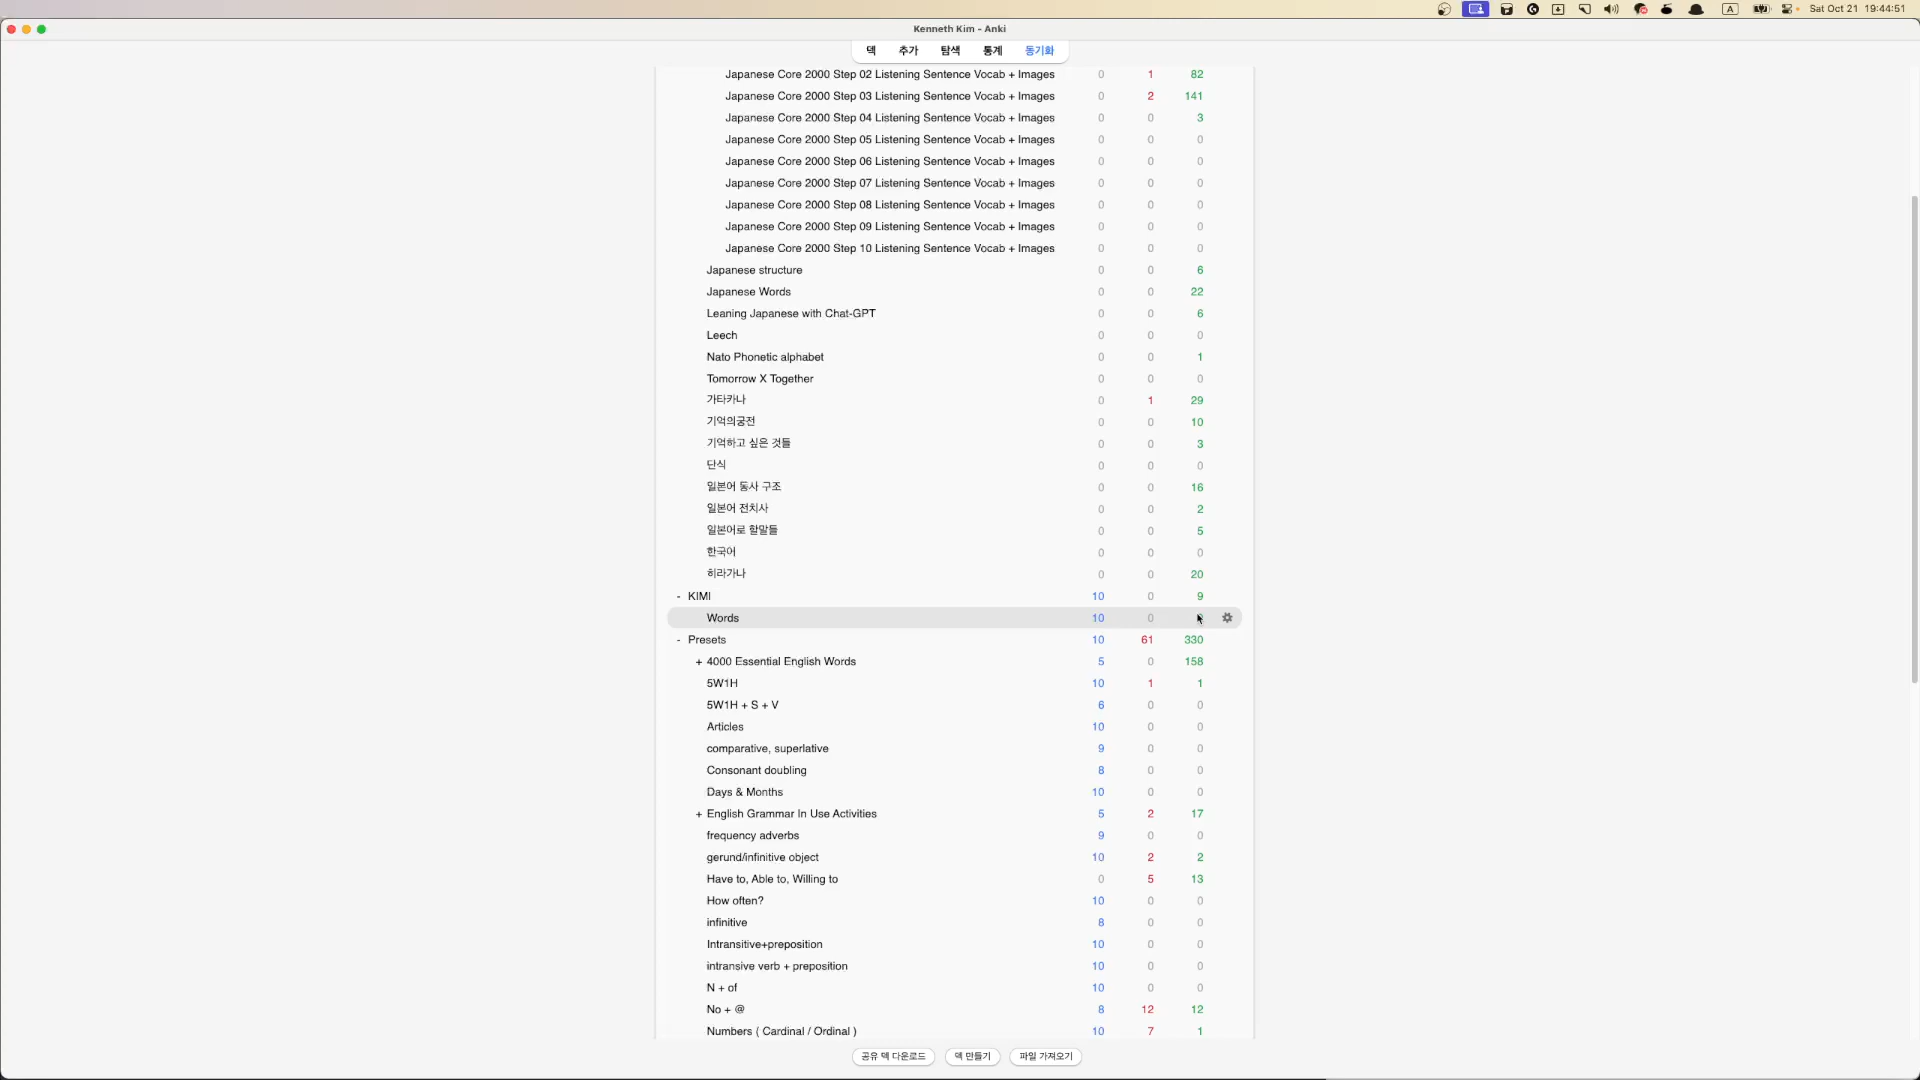 Sat Oct 21 19:44:51
Kenneth Kim - Anki
덱 추가 탐색 통계 동기화
Japanese Core 2000 Step 02 Listening Sentence Vocab + Images 0 1 82
Japanese Core 2000 Step 03 Listening Sentence Vocab + Images 0 2 141
Japanese Core 2000 Step 04 Listening Sentence Vocab + Images 0 0 3
Japanese Core 2000 Step 05 Listening Sentence Vocab + Images 0 0 0
Japanese Core 2000 Step 06 Listening Sentence Vocab + Images 0 0 0
Japanese Core 2000 Step 07 Listening Sentence Vocab + Images 0 0 0
Japanese Core 2000 Step 08 Listening Sentence Vocab + Images 0 0 0
Japanese Core 2000 Step 09 Listening Sentence Vocab + Images 0 0 0
Japanese Core 2000 Step 10 Listening Sentence Vocab + Images 0 0 0
Japanese structure 0 0 6
Japanese Words 0 0 22
Leaning Japanese with Chat-GPT 0 0 6
Leech 0 0 0
Nato Phonetic alphabet 0 0 1
Tomorrow X Together 0 0 0
가타카나 0 1 29
기억의궁전 0 0 10
기억하고 싶은 것들 0 0 3
단식 0 0 0
일본어 동사 구조 0 0 16
일본어 전치사 0 0 2
일본어로 할말들 0 0 5
한국어 0 0 0
히라가나 0 0 20
- KIMI 10 0 9
Words 10 0
- Presets 10 61 330
+ 4000 Essential English Words 5 0 158
5W1H 10 1 1
5W1H + S + V 6 0 0
Articles 10 0 0
comparative, superlative 9 0 0
Consonant doubling 8 0 0
Days & Months 10 0 0
+ English Grammar In Use Activities 5 2 17
frequency adverbs 9 0 0
gerund/infinitive object 10 2 2
Have to, Able to, Willing to 0 5 13
How often? 10 0 0
infinitive 8 0 0
Intransitive+preposition 10 0 0
intransive verb + preposition 10 0 0
N + of 10 0 0
No + @ 8 12 12
Numbers ( Cardinal / Ordinal ) 10 7 1
공유 덱 다운로드 덱 만들기 파일 가져오기